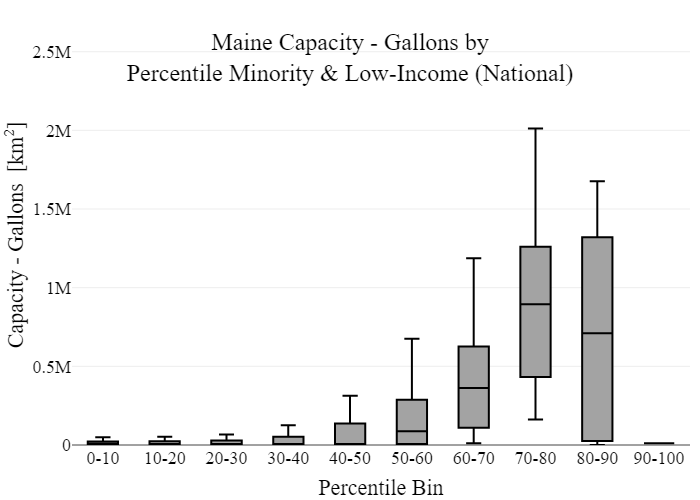 Maine Capacity - Gallons by
Percentile Minority & Low-Income (National)
Capacity - Gallons [km²]
2.5M
2M
1.5M
1M
0.5M
0
0-10 10-20 20-30 30-40 40-50 50-60 60-70 70-80 80-90 90-100
Percentile Bin